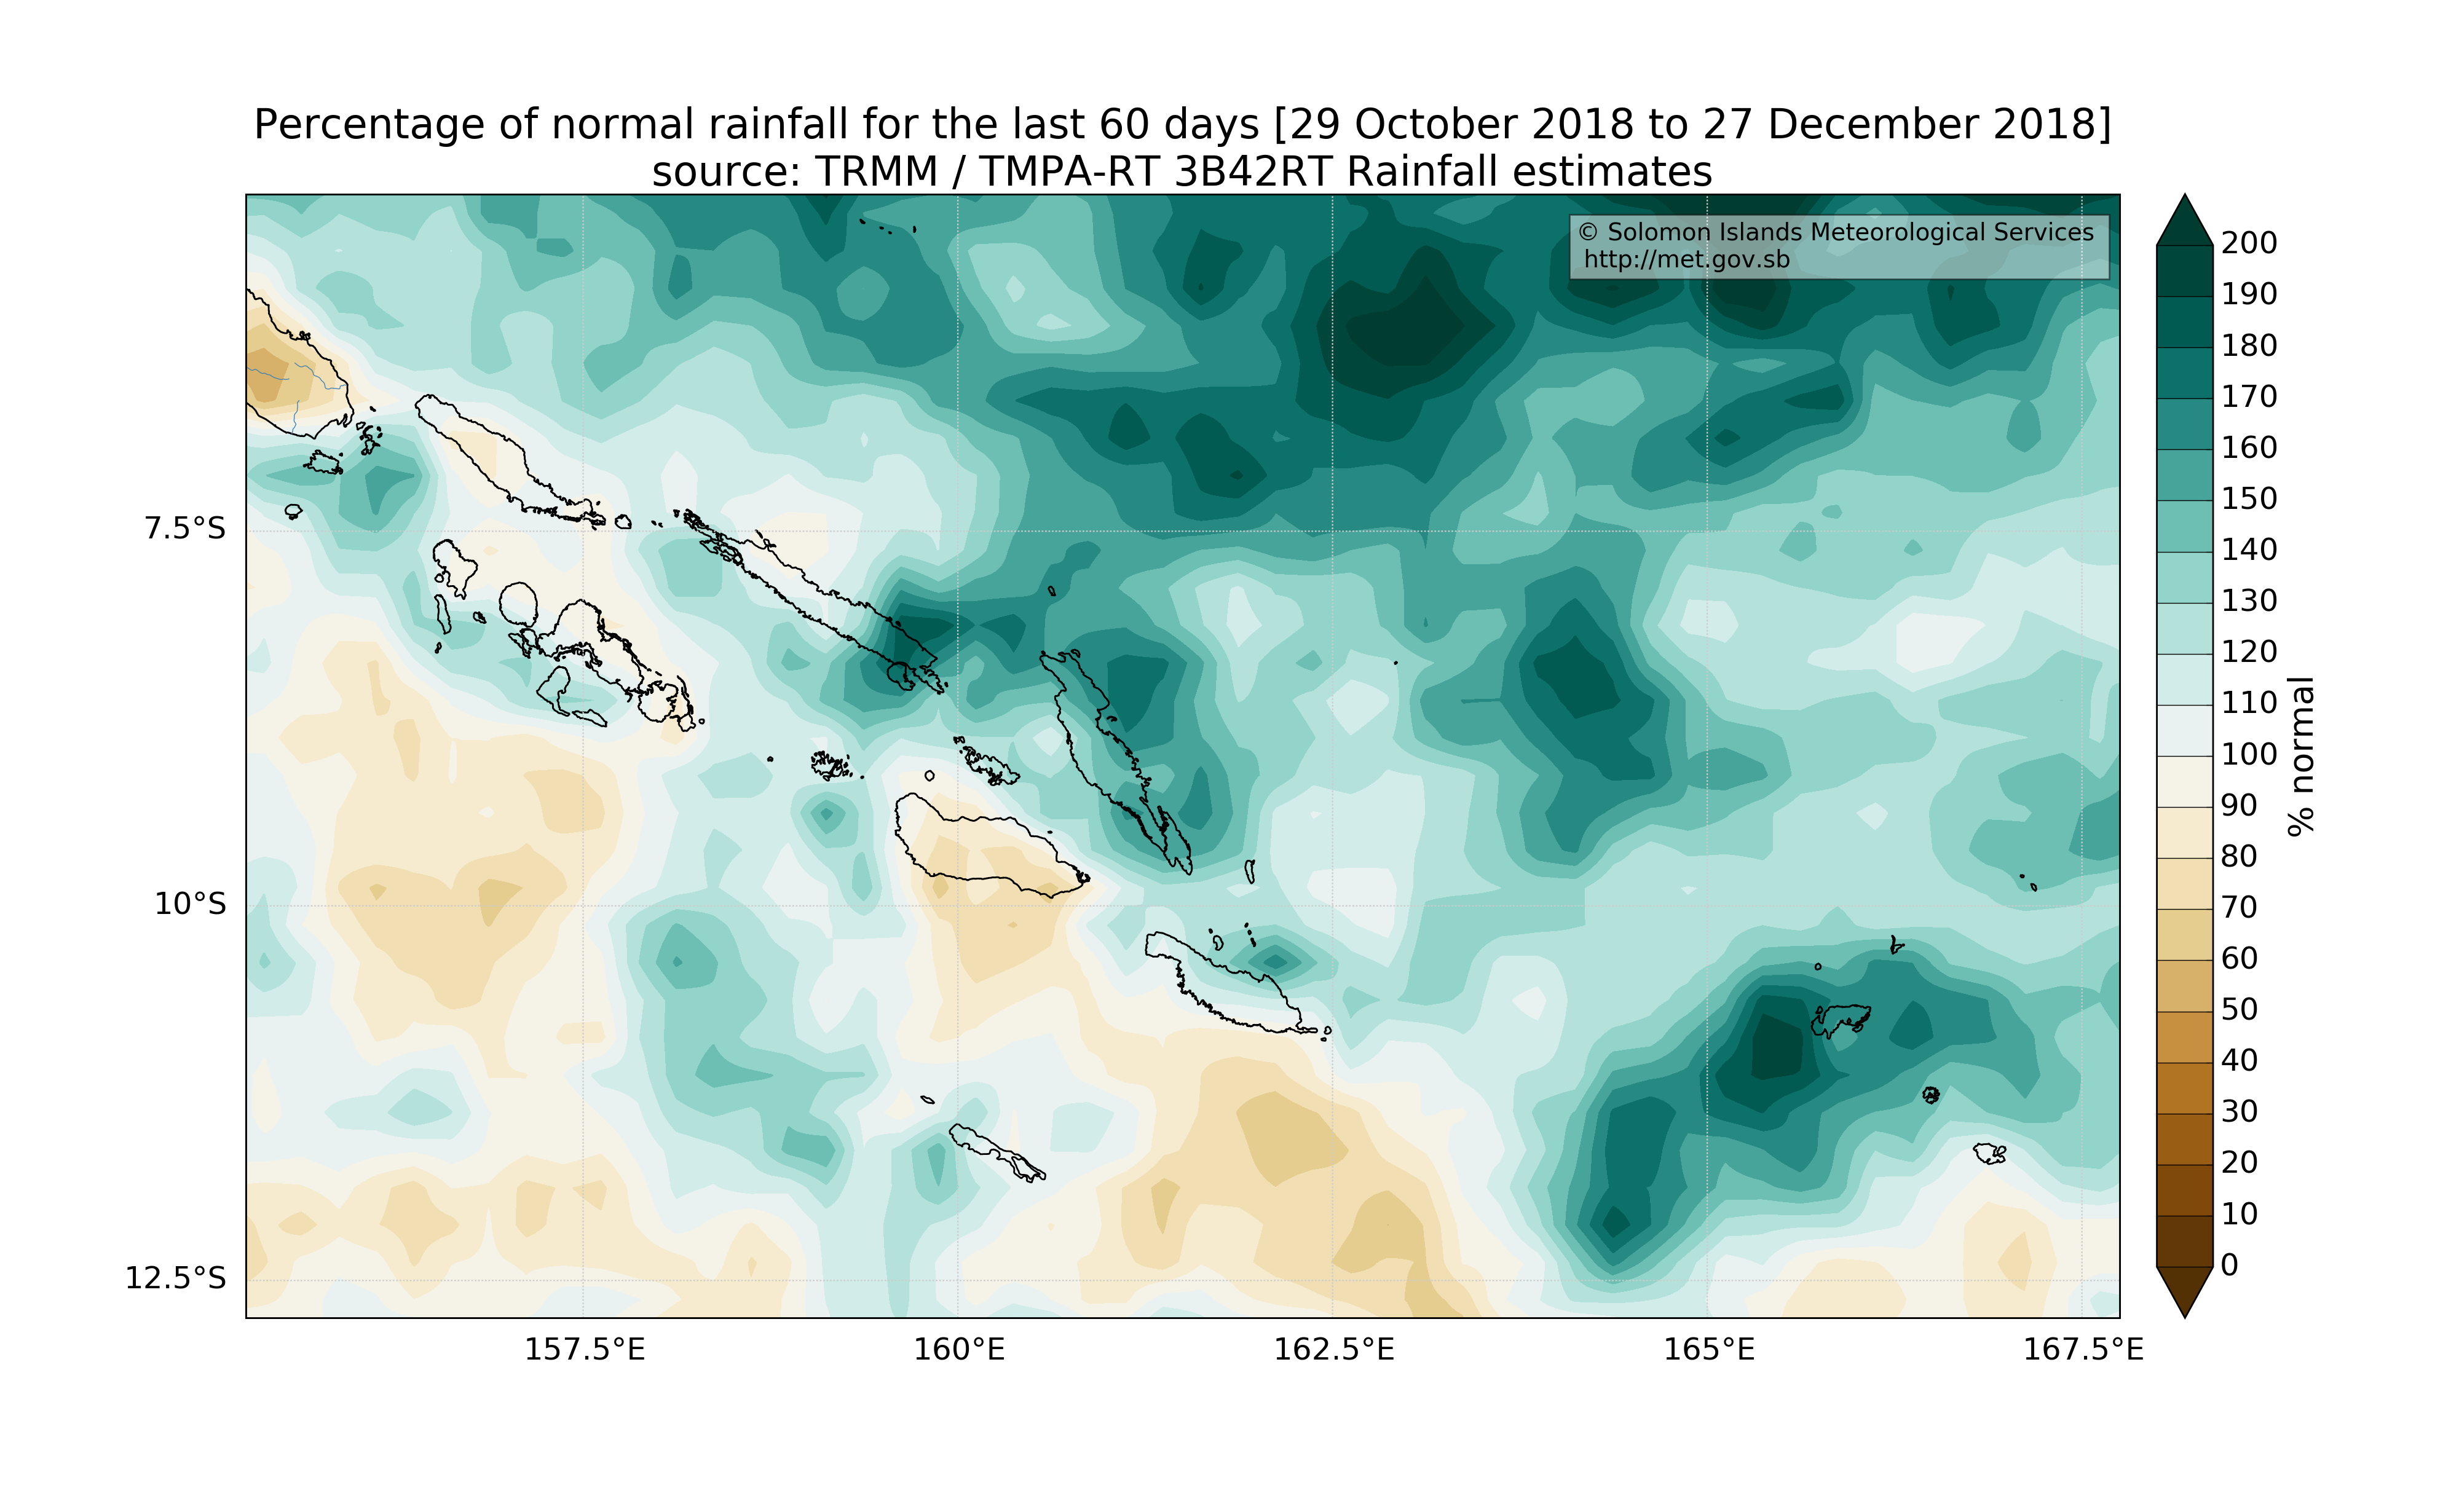 Percentage of normal rainfall for the last 60 days [29 October 2018 to 27 December 2018]
source: TRMM / TMPA-RT 3B42RT Rainfall estimates
© Solomon Islands Meteorological Services
http://met.gov.sb
7.5°S
10°S
12.5°S
157.5°E
160°E
162.5°E
165°E
167.5°E
200
190
180
170
160
150
140
130
120
110
100
90
80
70
60
50
40
30
20
10
0
% normal